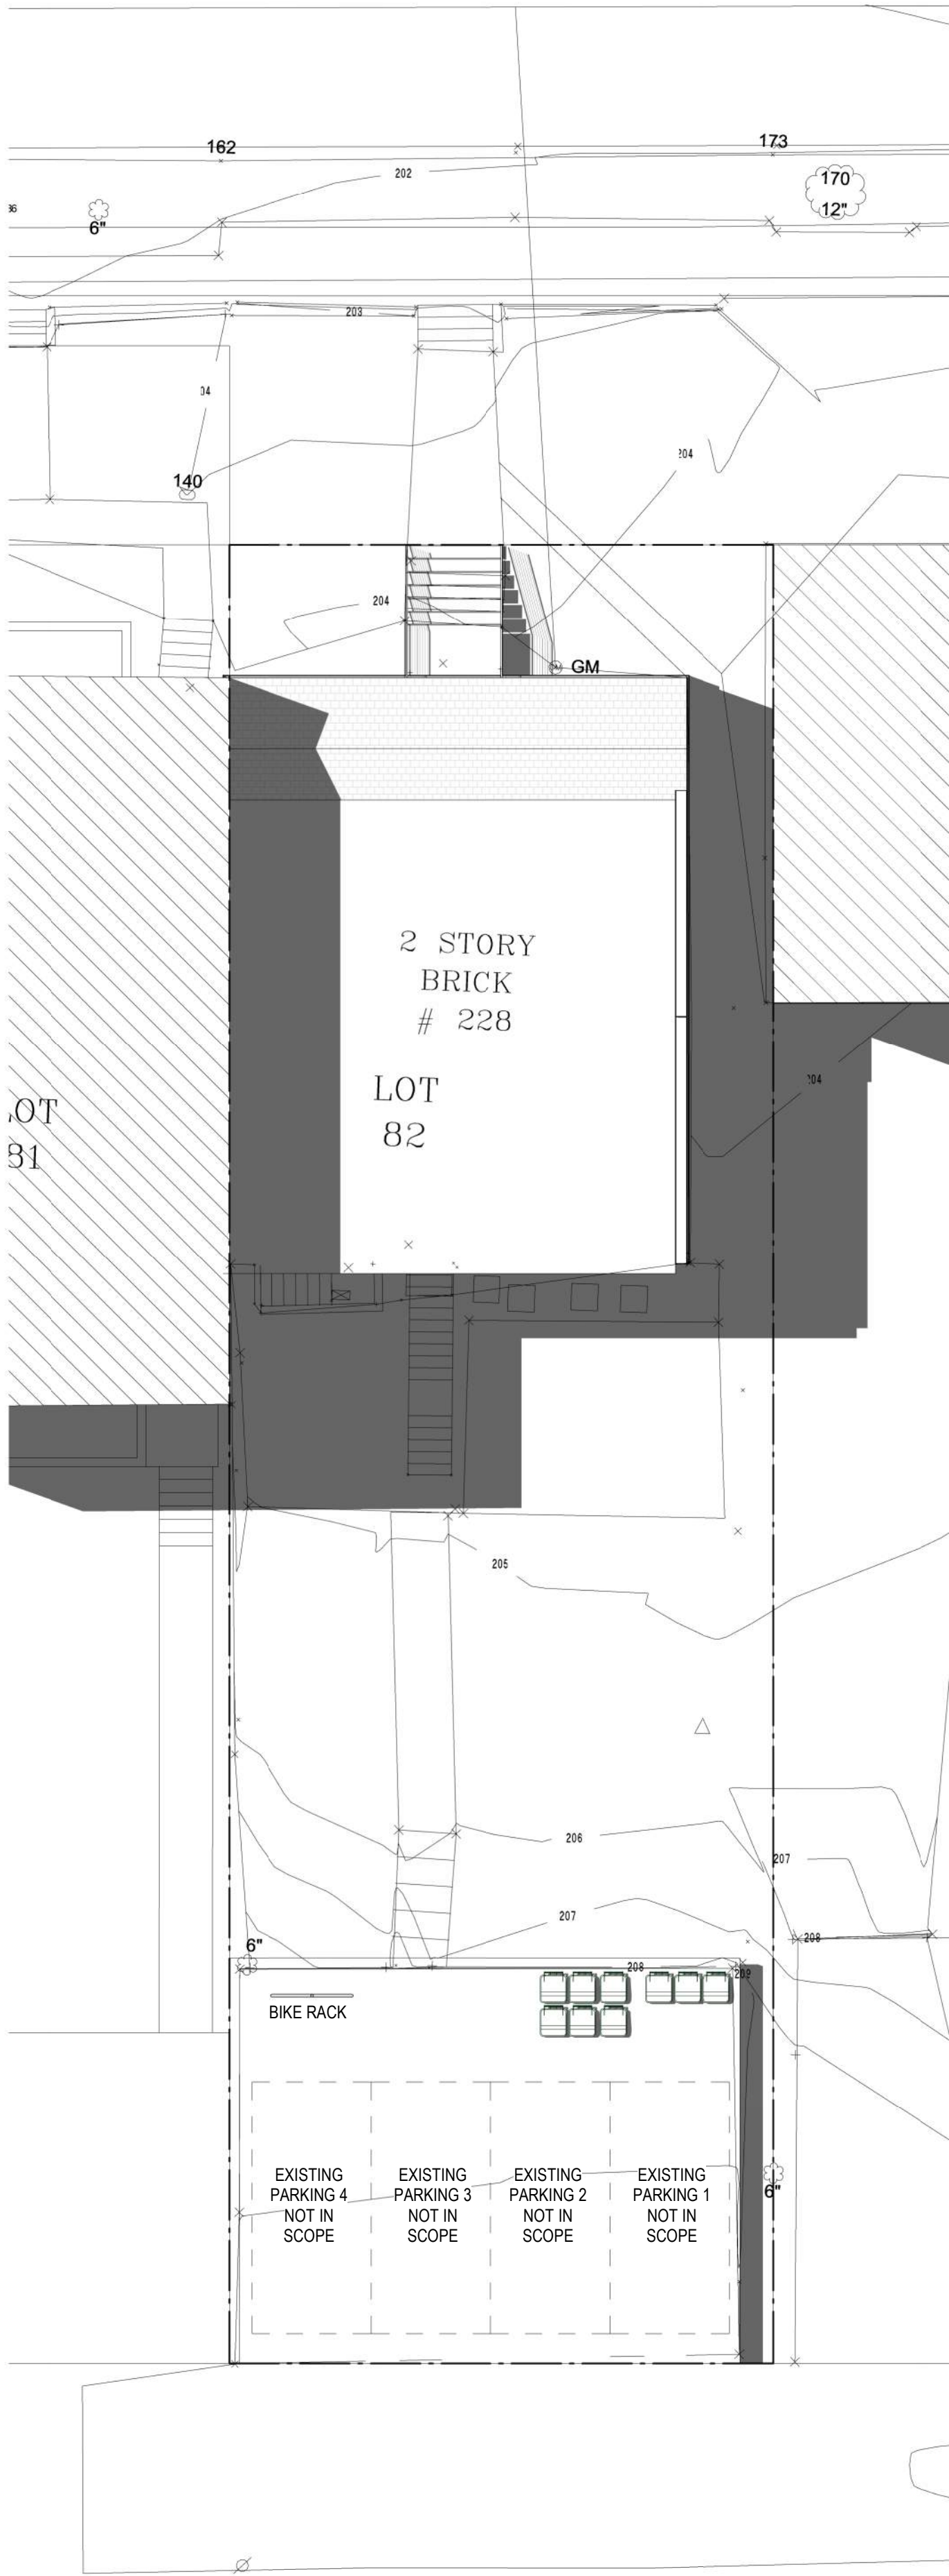 162
173
202
170
12"
6"
203
204
140
204
GM
2 STORY
BRICK
# 228
LOT
82
LOT
81
205
206
207
207
208
6"
208
209
BIKE RACK
EXISTING
PARKING 4
NOT IN
SCOPE
EXISTING
PARKING 3
NOT IN
SCOPE
EXISTING
PARKING 2
NOT IN
SCOPE
EXISTING
PARKING 1
NOT IN
SCOPE
6"